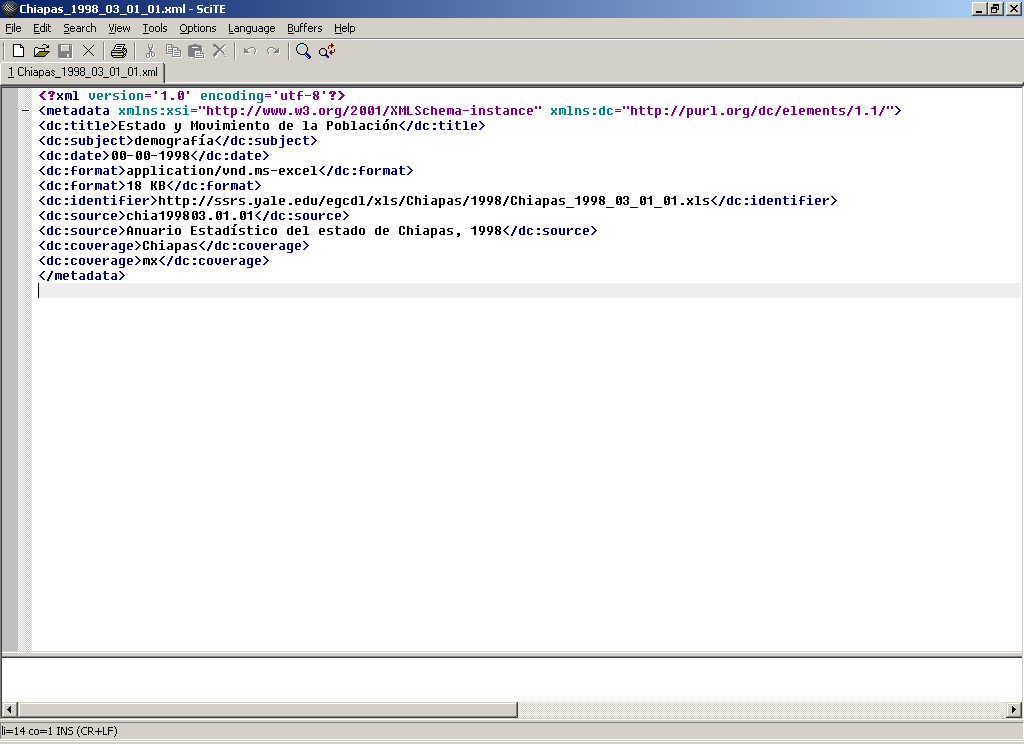 Chiapas_1998_03_01_01.xml - SciTE
File Edit Search View Tools Options Language Buffers Help
1 Chiapas_1998_03_01_01.xml
<?xml version='1.0' encoding='utf-8'?>
<metadata xmlns:xsi="http://www.w3.org/2001/XMLSchema-instance" xmlns:dc="http://purl.org/dc/elements/1.1/">
<dc:title>Estado y Movimiento de la Población</dc:title>
<dc:subject>demografía</dc:subject>
<dc:date>00-00-1998</dc:date>
<dc:format>application/vnd.ms-excel</dc:format>
<dc:format>18 KB</dc:format>
<dc:identifier>http://ssrs.yale.edu/egcdl/xls/Chiapas/1998/Chiapas_1998_03_01_01.xls</dc:identifier>
<dc:source>chia199803.01.01</dc:source>
<dc:source>Anuario Estadístico del estado de Chiapas, 1998</dc:source>
<dc:coverage>Chiapas</dc:coverage>
<dc:coverage>mx</dc:coverage>
</metadata>
li=14 co=1 INS (CR+LF)